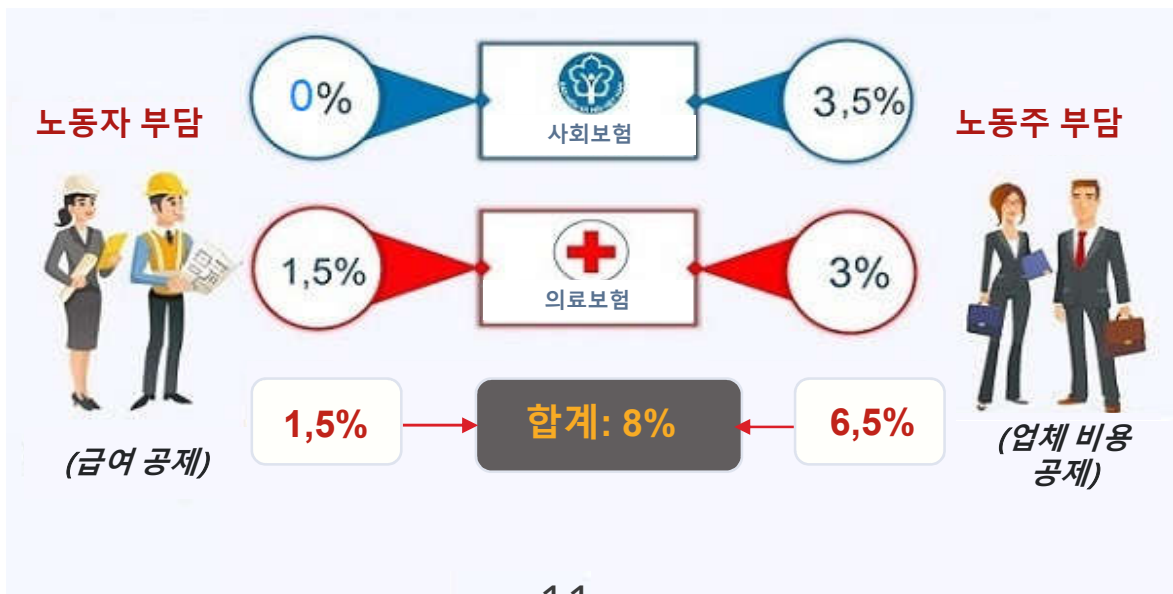 0%
3,5%
노동자 부담
사회보험
노동주 부담
1,5%
의료보험
3%
1,5%
합계: 8%
6,5%
(급여 공제)
(업체 비용
공제)